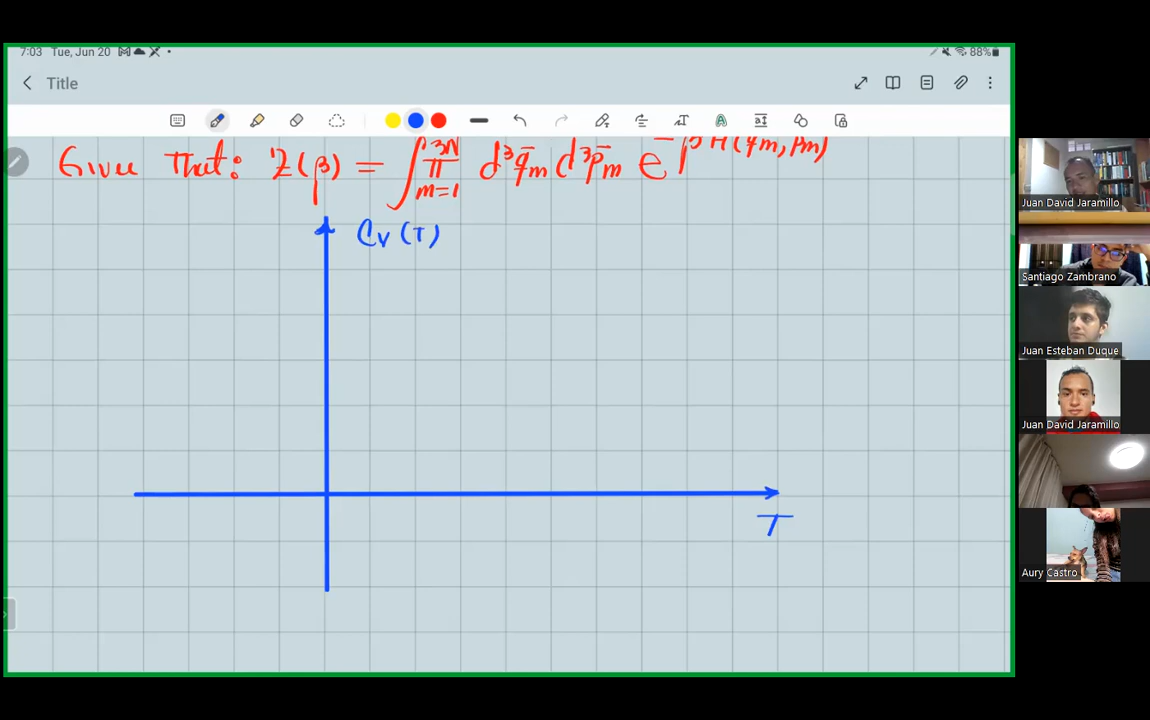 7:03 Tue, Jun 20
88%
Title
Given That: Z(β) = ∫ 3N π m=1 d³q̄m d³p̄m e^-βH(qm, pm)
Cv(T)
T
Juan David Jaramillo
Santiago Zambrano
Juan Esteban Duque
Juan David Jaramillo
Aury Castro